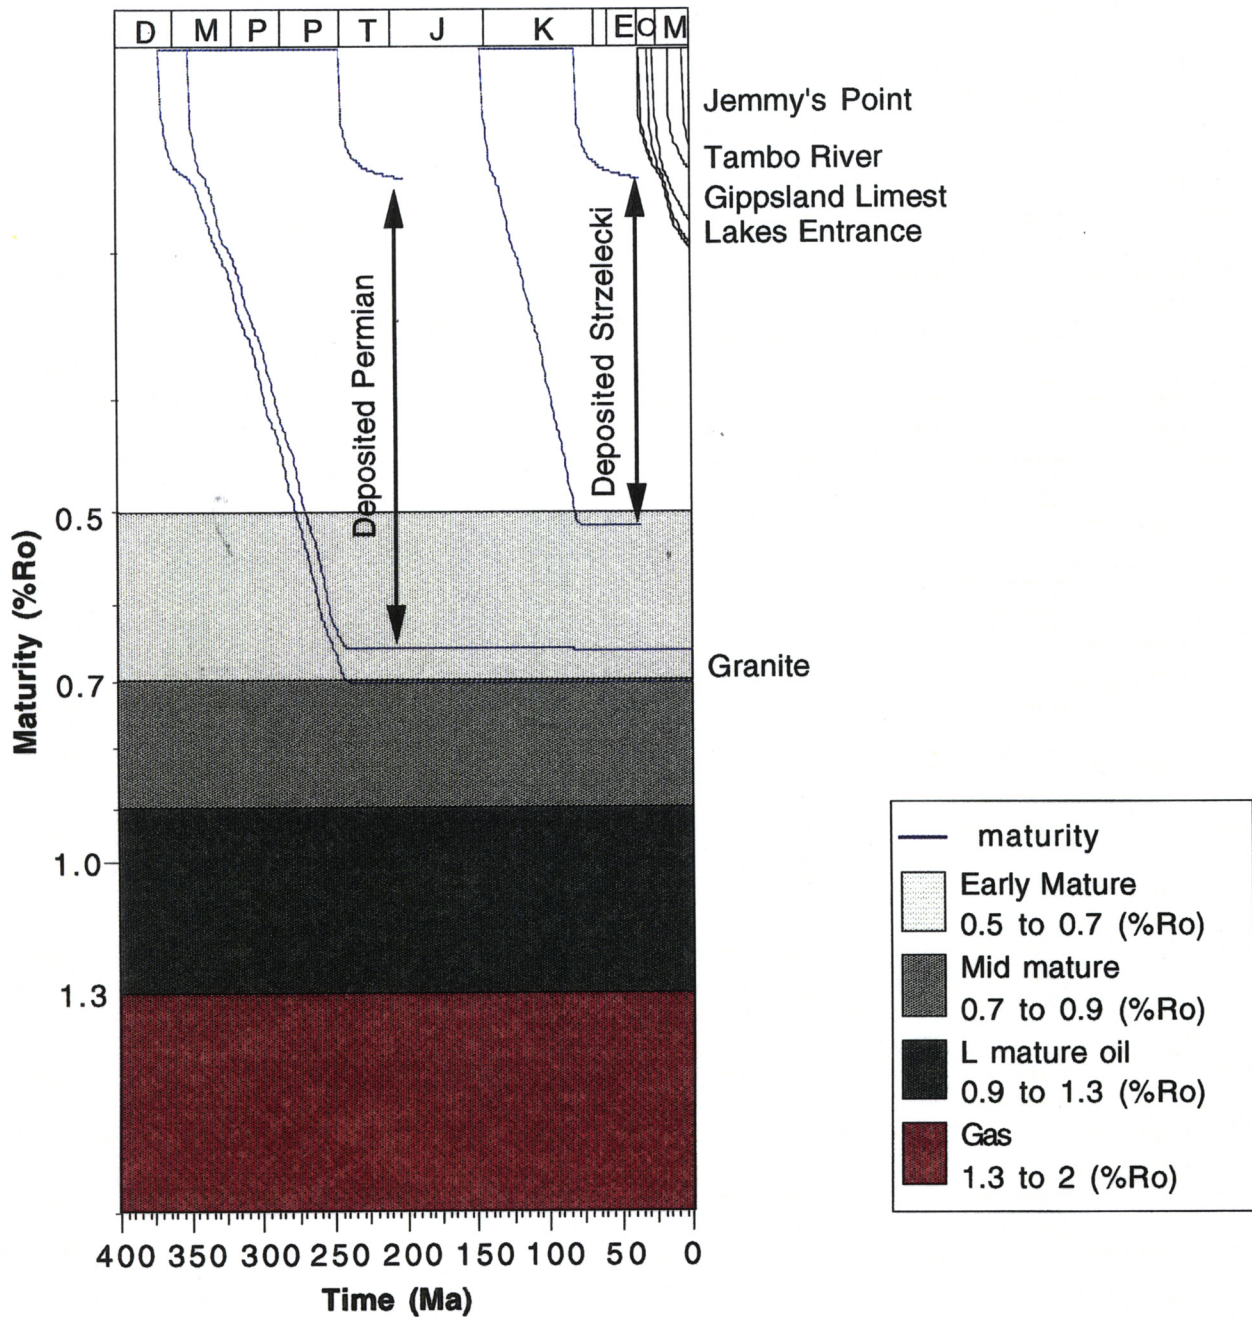 D M P P T J K E O M
Jemmy's Point
Tambo River
Gippsland Limest
Lakes Entrance
Deposited Permian
Deposited Strzelecki
Granite
Maturity (%Ro)
0.5
0.7
1.0
1.3
400 350 300 250 200 150 100 50 0
Time (Ma)
maturity
Early Mature
0.5 to 0.7 (%Ro)
Mid mature
0.7 to 0.9 (%Ro)
L mature oil
0.9 to 1.3 (%Ro)
Gas
1.3 to 2 (%Ro)